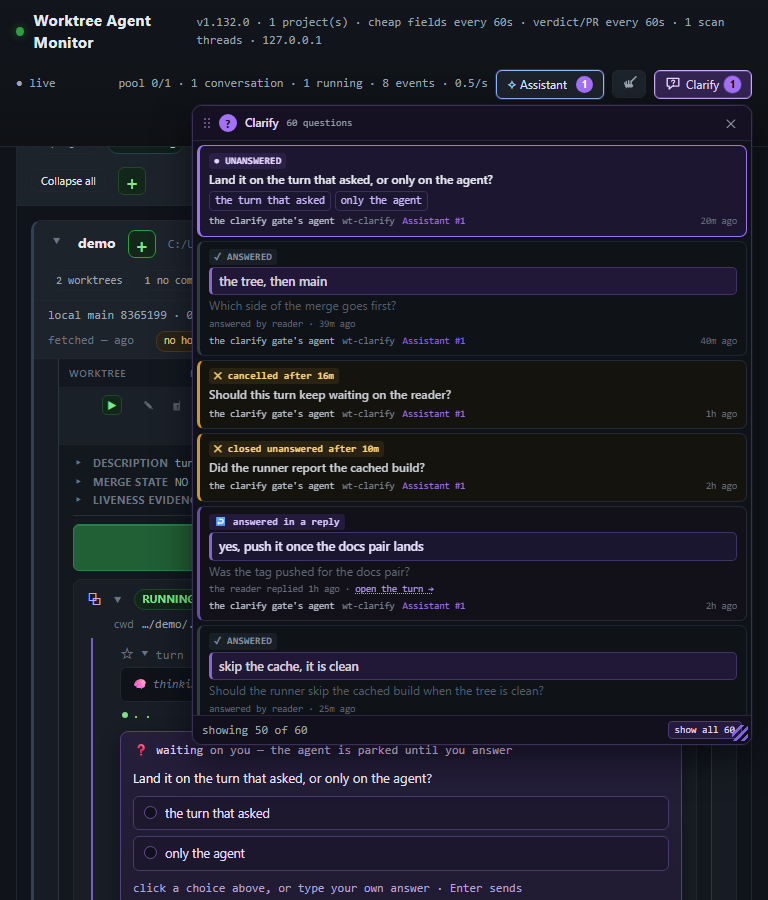 Worktree Agent
Monitor
v1.132.0 · 1 project(s) · cheap fields every 60s · verdict/PR every 60s · 1 scan
threads · 127.0.0.1
live
pool 0/1 · 1 conversation · 1 running · 8 events · 0.5/s
✧ Assistant 1
Clarify 1
? Clarify 60 questions
Collapse all
+
● UNANSWERED
Land it on the turn that asked, or only on the agent?
the turn that asked only the agent
the clarify gate's agent wt-clarify Assistant #1 20m ago
demo + C:/
2 worktrees 1 no com
✓ ANSWERED
the tree, then main
Which side of the merge goes first?
answered by reader · 39m ago
the clarify gate's agent wt-clarify Assistant #1 40m ago
local main 8365199 · 0
fetched — ago no ho
WORKTREE
✕ cancelled after 16m
Should this turn keep waiting on the reader?
the clarify gate's agent wt-clarify Assistant #1 1h ago
✕ closed unanswered after 10m
Did the runner report the cached build?
the clarify gate's agent wt-clarify Assistant #1 2h ago
DESCRIPTION tur
MERGE STATE NO
LIVENESS EVIDENC
answered in a reply
yes, push it once the docs pair lands
Was the tag pushed for the docs pair?
the reader replied 1h ago · open the turn →
the clarify gate's agent wt-clarify Assistant #1 2h ago
RUNNING
cwd …/demo/.
turn
thinki
✓ ANSWERED
skip the cache, it is clean
Should the runner skip the cached build when the tree is clean?
answered by reader · 25m ago
showing 50 of 60 show all 60
? waiting on you — the agent is parked until you answer
Land it on the turn that asked, or only on the agent?
the turn that asked
only the agent
click a choice above, or type your own answer · Enter sends